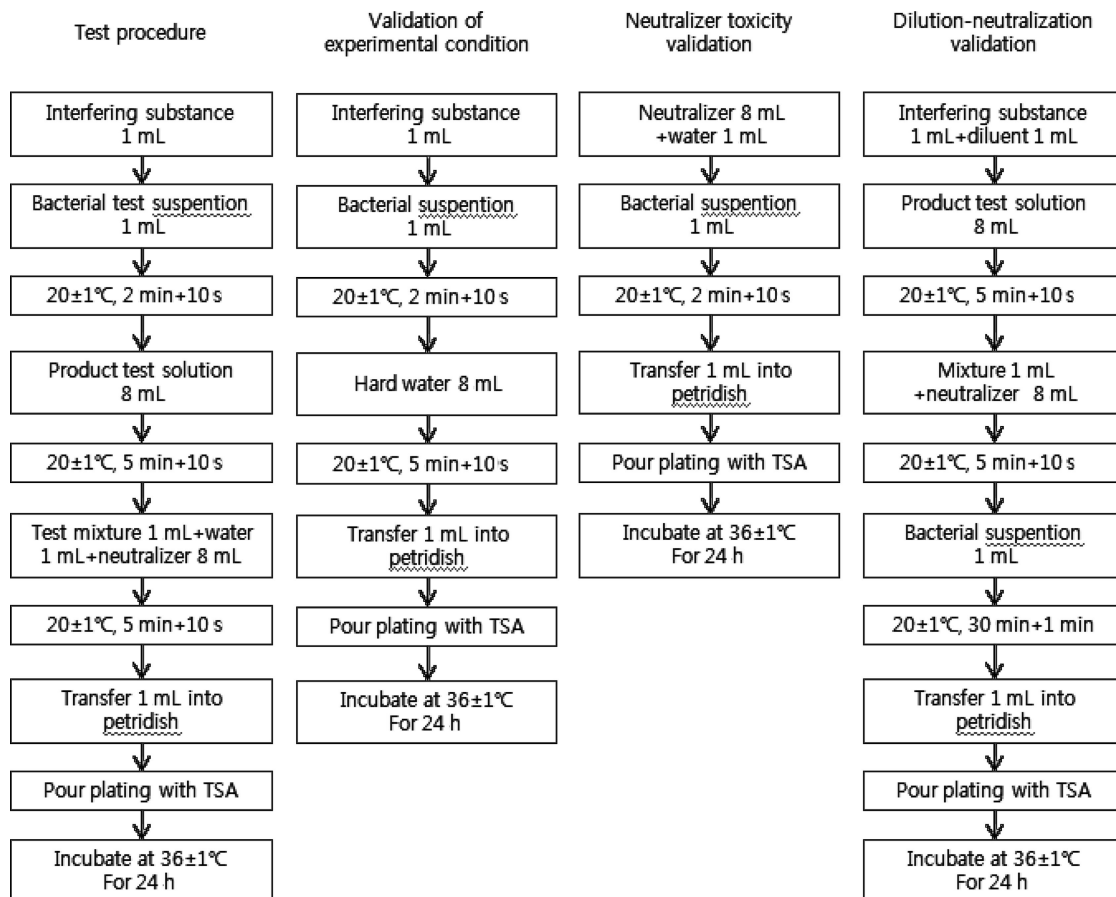 Test procedure
Interfering substance
1 mL
Bacterial test suspention
1 mL
20±1℃, 2 min+10 s
Product test solution
8 mL
20±1℃, 5 min+10 s
Test mixture 1 mL+water
1 mL+neutralizer 8 mL
20±1℃, 5 min+10 s
Transfer 1 mL into
petridish
Pour plating with TSA
Incubate at 36±1℃
For 24 h
Validation of
experimental condition
Interfering substance
1 mL
Bacterial suspention
1 mL
20±1℃, 2 min+10 s
Hard water 8 mL
20±1℃, 5 min+10 s
Transfer 1 mL into
petridish
Pour plating with TSA
Incubate at 36±1℃
For 24 h
Neutralizer toxicity
validation
Neutralizer 8 mL
+water 1 mL
Bacterial suspention
1 mL
20±1℃, 2 min+10 s
Transfer 1 mL into
petridish
Pour plating with TSA
Incubate at 36±1℃
For 24 h
Dilution-neutralization
validation
Interfering substance
1 mL+diluent 1 mL
Product test solution
8 mL
20±1℃, 5 min+10 s
Mixture 1 mL
+neutralizer 8 mL
20±1℃, 5 min+10 s
Bacterial suspention
1 mL
20±1℃, 30 min+1 min
Transfer 1 mL into
petridish
Pour plating with TSA
Incubate at 36±1℃
For 24 h